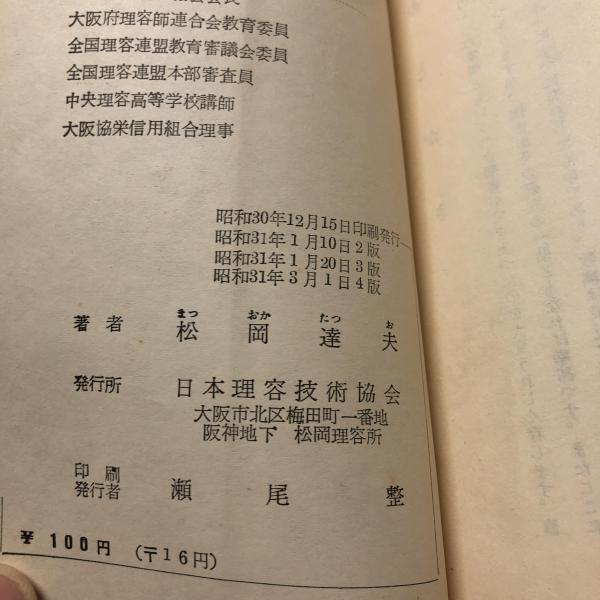 大阪府理容師連合会教育委員
全国理容連盟教育審議会委員
全国理容連盟本部審査員
中央理容高等学校講師
大阪協栄信用組合理事
昭和30年12月15日印刷発行
昭和31年1月10日2版
昭和31年1月20日3版
昭和31年3月1日4版
まつ おか たつ お
著者 松岡達夫
発行所 日本理容技術協会
大阪市北区梅田町一番地
阪神地下 松岡理容所
印刷
発行者 瀬尾整
¥100円 (〒16円)